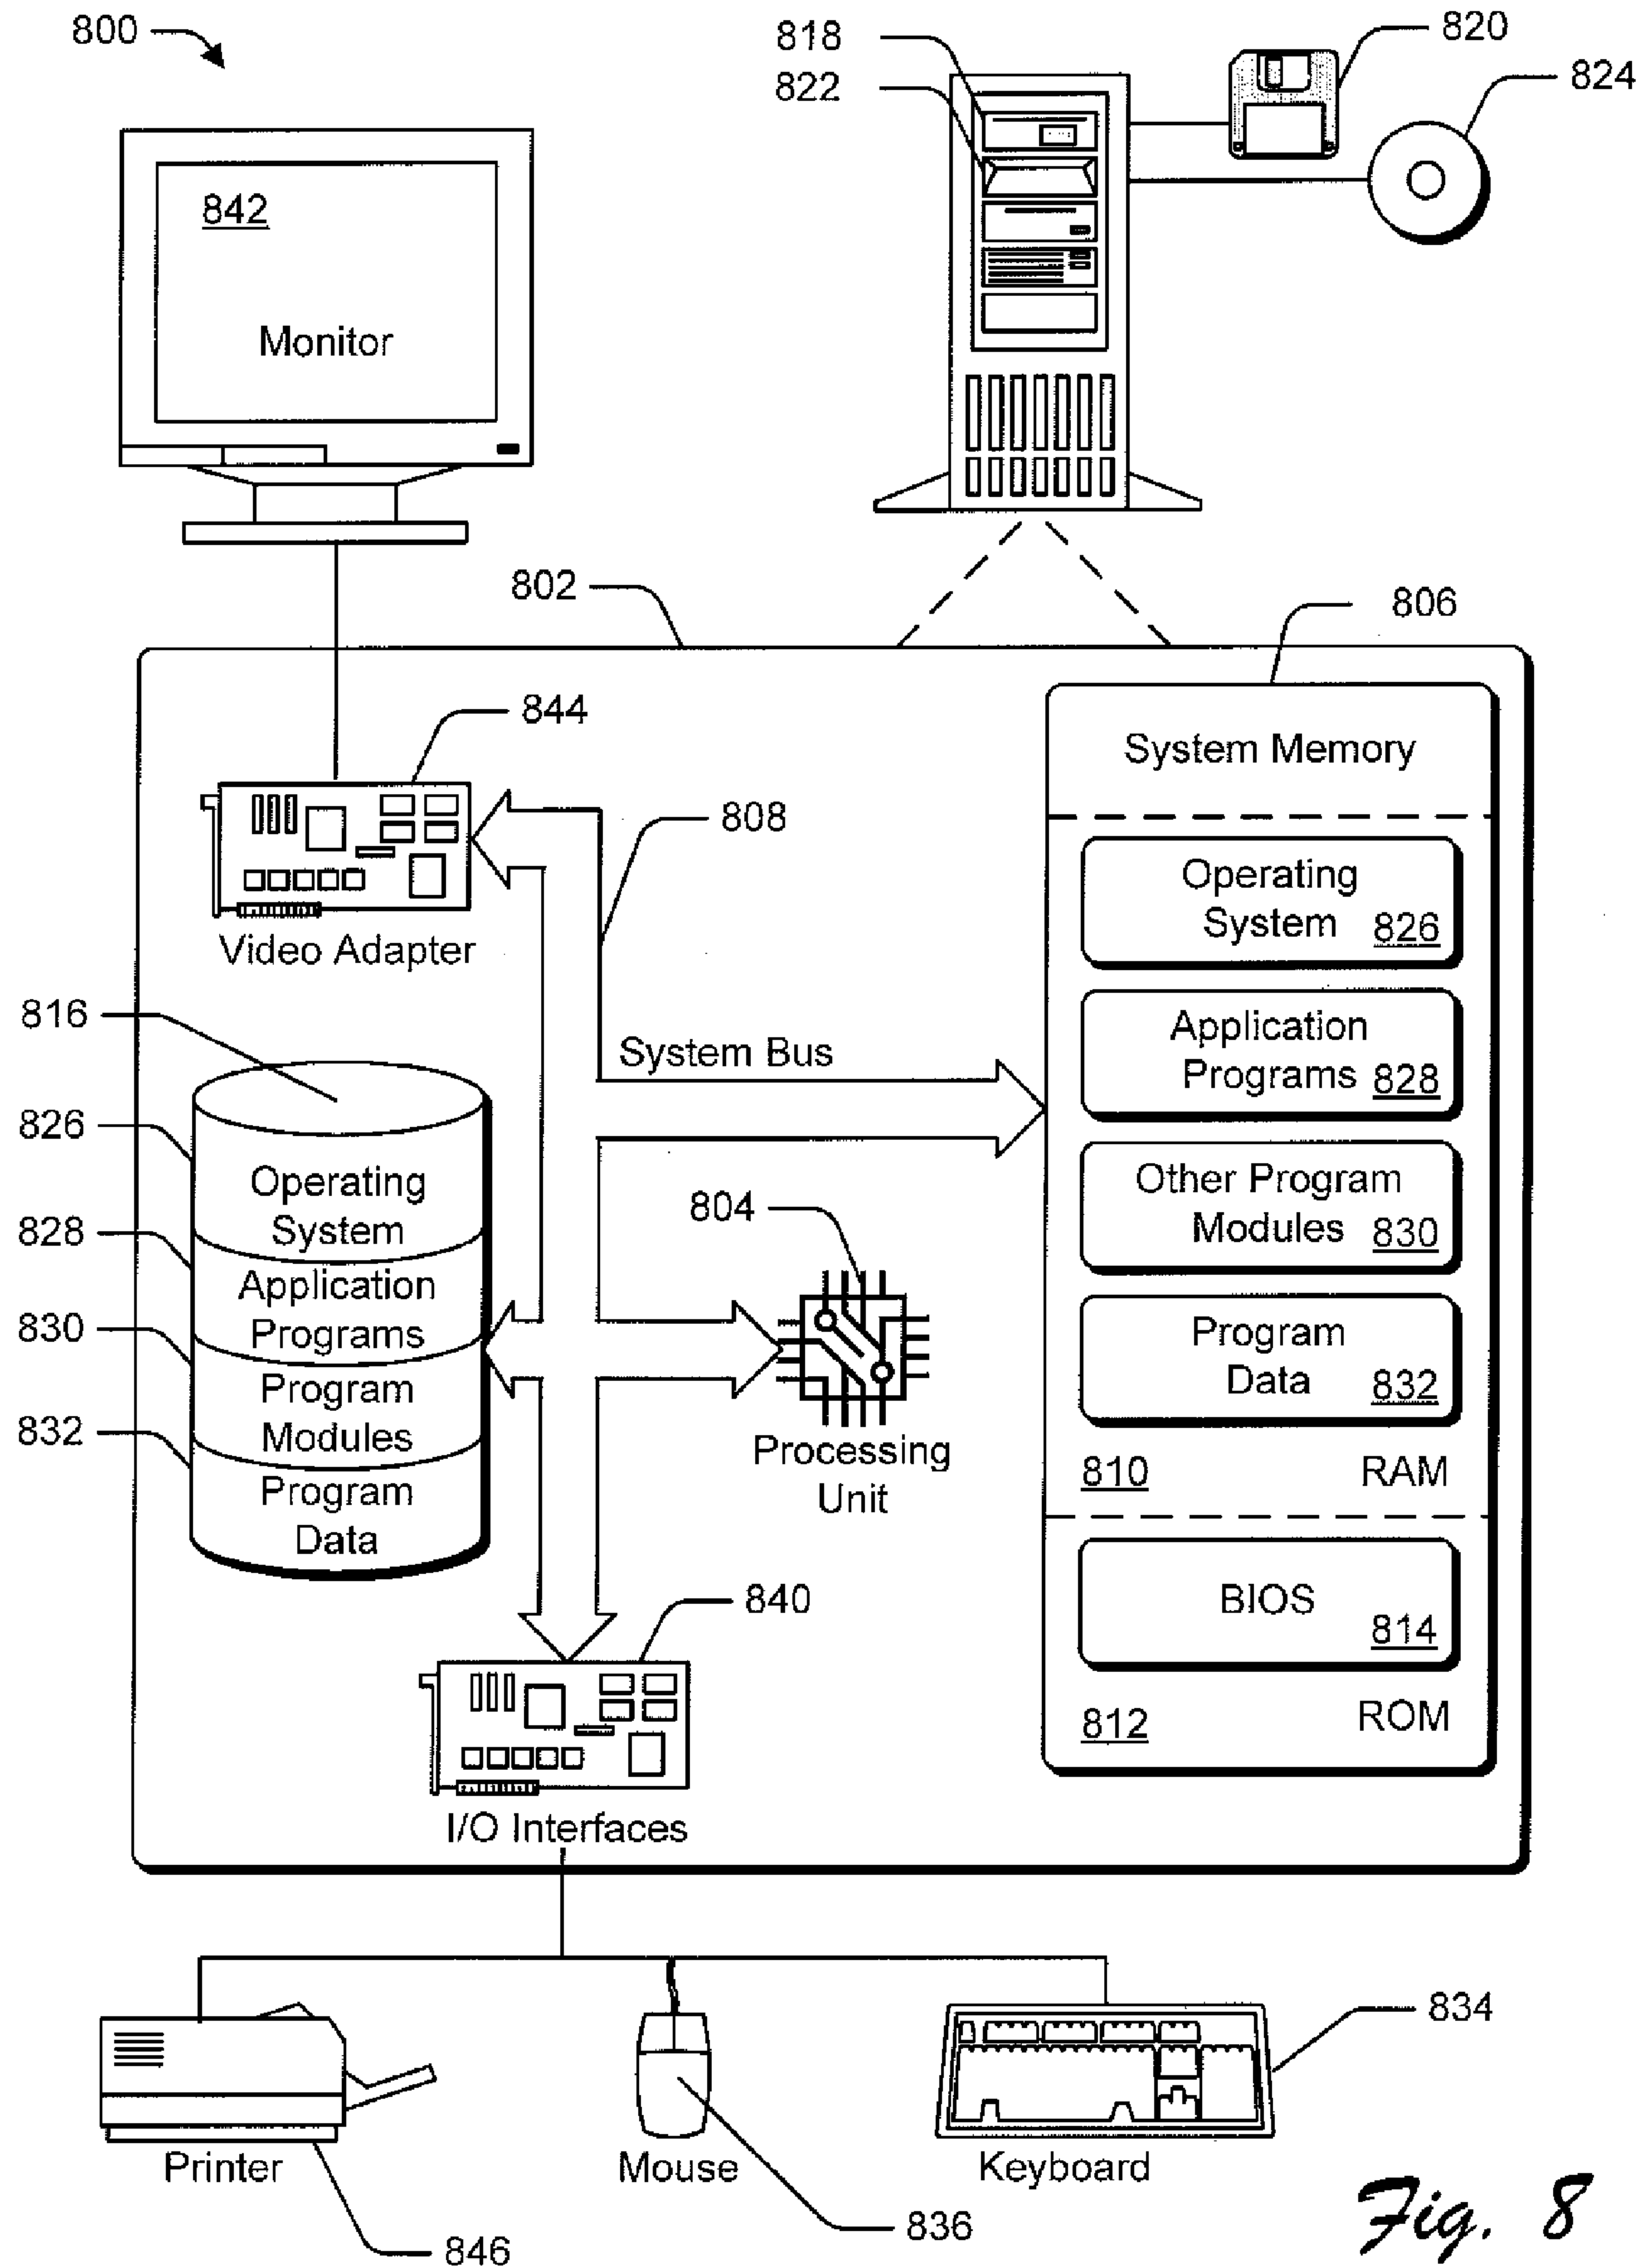 800
818
822
820
824
842
Monitor
802
806
844
System Memory
808
Operating
System 826
Video Adapter
816
Application
Programs 828
System Bus
826
Operating
System
Other Program
Modules 830
804
828
Application
Programs
830
Program
Modules
Program
Data 832
832
Program
Data
Processing
Unit
810 RAM
BIOS
814
840
812 ROM
I/O Interfaces
834
Printer
Mouse
Keyboard
836
846
Fig. 8